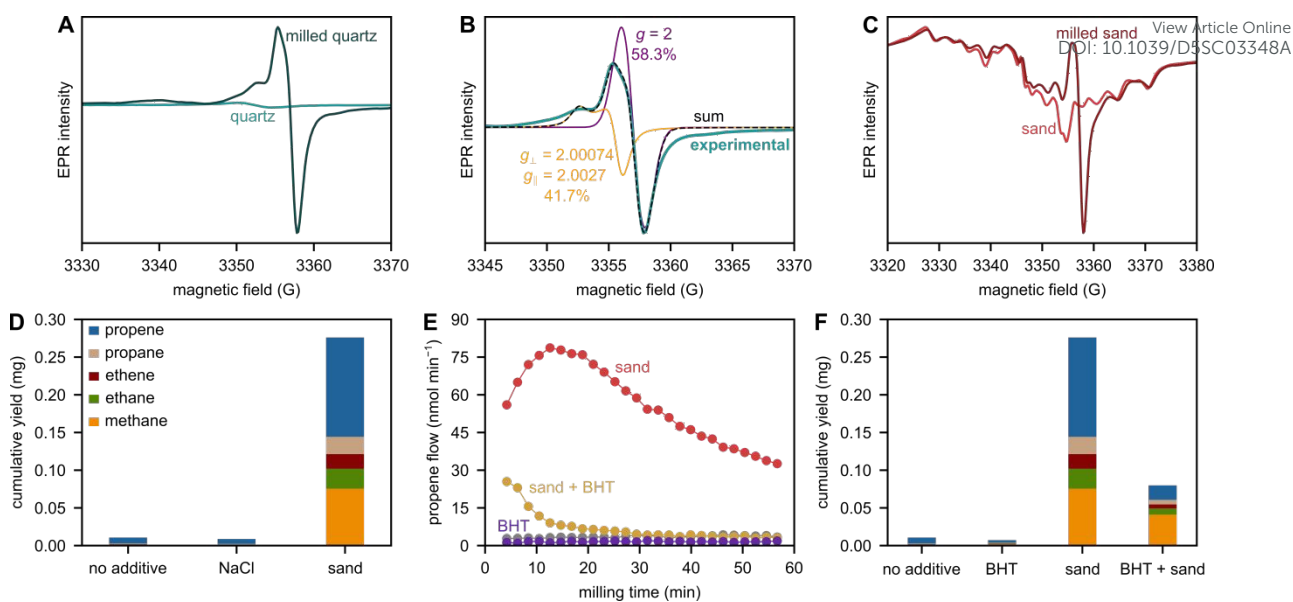 View Article Online
DOI: 10.1039/D5SC03348A
A
milled quartz
quartz
EPR intensity
3330 3340 3350 3360 3370
magnetic field (G)
B
g = 2
58.3%
sum
experimental
g⊥ = 2.00074
g∥ = 2.0027
41.7%
EPR intensity
3345 3350 3355 3360 3365 3370
magnetic field (G)
C
milled sand
sand
EPR intensity
3320 3330 3340 3350 3360 3370 3380
magnetic field (G)
D
propene
propane
ethene
ethane
methane
cumulative yield (mg)
0.30
0.25
0.20
0.15
0.10
0.05
0.00
no additive NaCl sand
E
sand
sand + BHT
BHT
propene flow (nmol min⁻¹)
90
75
60
45
30
15
0
0 10 20 30 40 50 60
milling time (min)
F
cumulative yield (mg)
0.30
0.25
0.20
0.15
0.10
0.05
0.00
no additive BHT sand BHT + sand